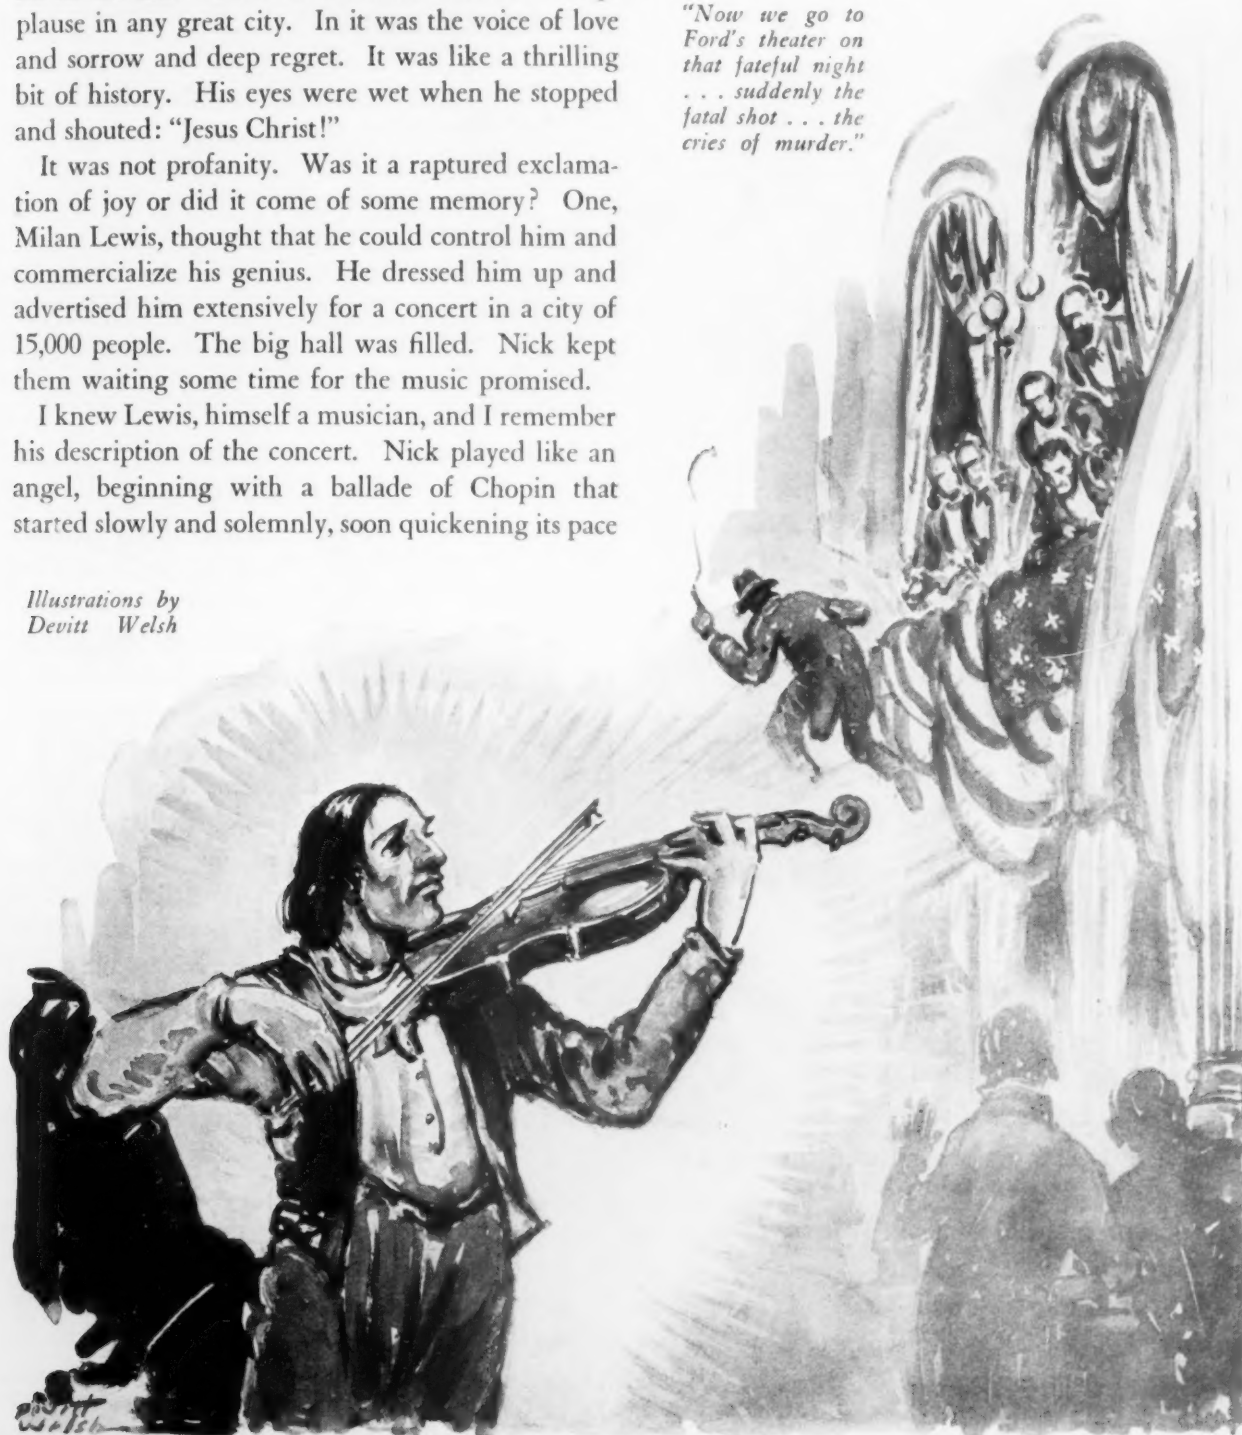 plause in any great city. In it was the voice of love
and sorrow and deep regret. It was like a thrilling
bit of history. His eyes were wet when he stopped
and shouted: “Jesus Christ!”
It was not profanity. Was it a raptured exclama-
tion of joy or did it come of some memory? One,
Milan Lewis, thought that he could control him and
commercialize his genius. He dressed him up and
advertised him extensively for a concert in a city of
15,000 people. The big hall was filled. Nick kept
them waiting some time for the music promised.
I knew Lewis, himself a musician, and I remember
his description of the concert. Nick played like an
angel, beginning with a ballade of Chopin that
started slowly and solemnly, soon quickening its pace
"Now we go to
Ford's theater on
that fateful night
. . . suddenly the
fatal shot . . . the
cries of murder."
Illustrations by
Devitt Welsh
Devitt
Welsh